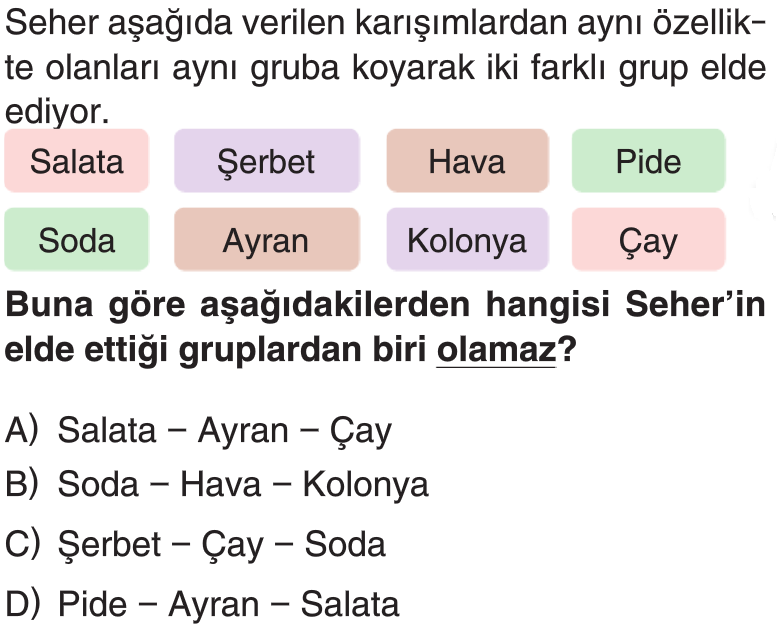 Seher aşağıda verilen karışımlardan aynı özellik-
te olanları aynı gruba koyarak iki farklı grup elde
ediyor.
Salata Şerbet Hava Pide
Soda Ayran Kolonya Çay
Buna göre aşağıdakilerden hangisi Seher'in
elde ettiği gruplardan biri olamaz?
A) Salata – Ayran – Çay
B) Soda – Hava – Kolonya
C) Şerbet – Çay – Soda
D) Pide – Ayran – Salata